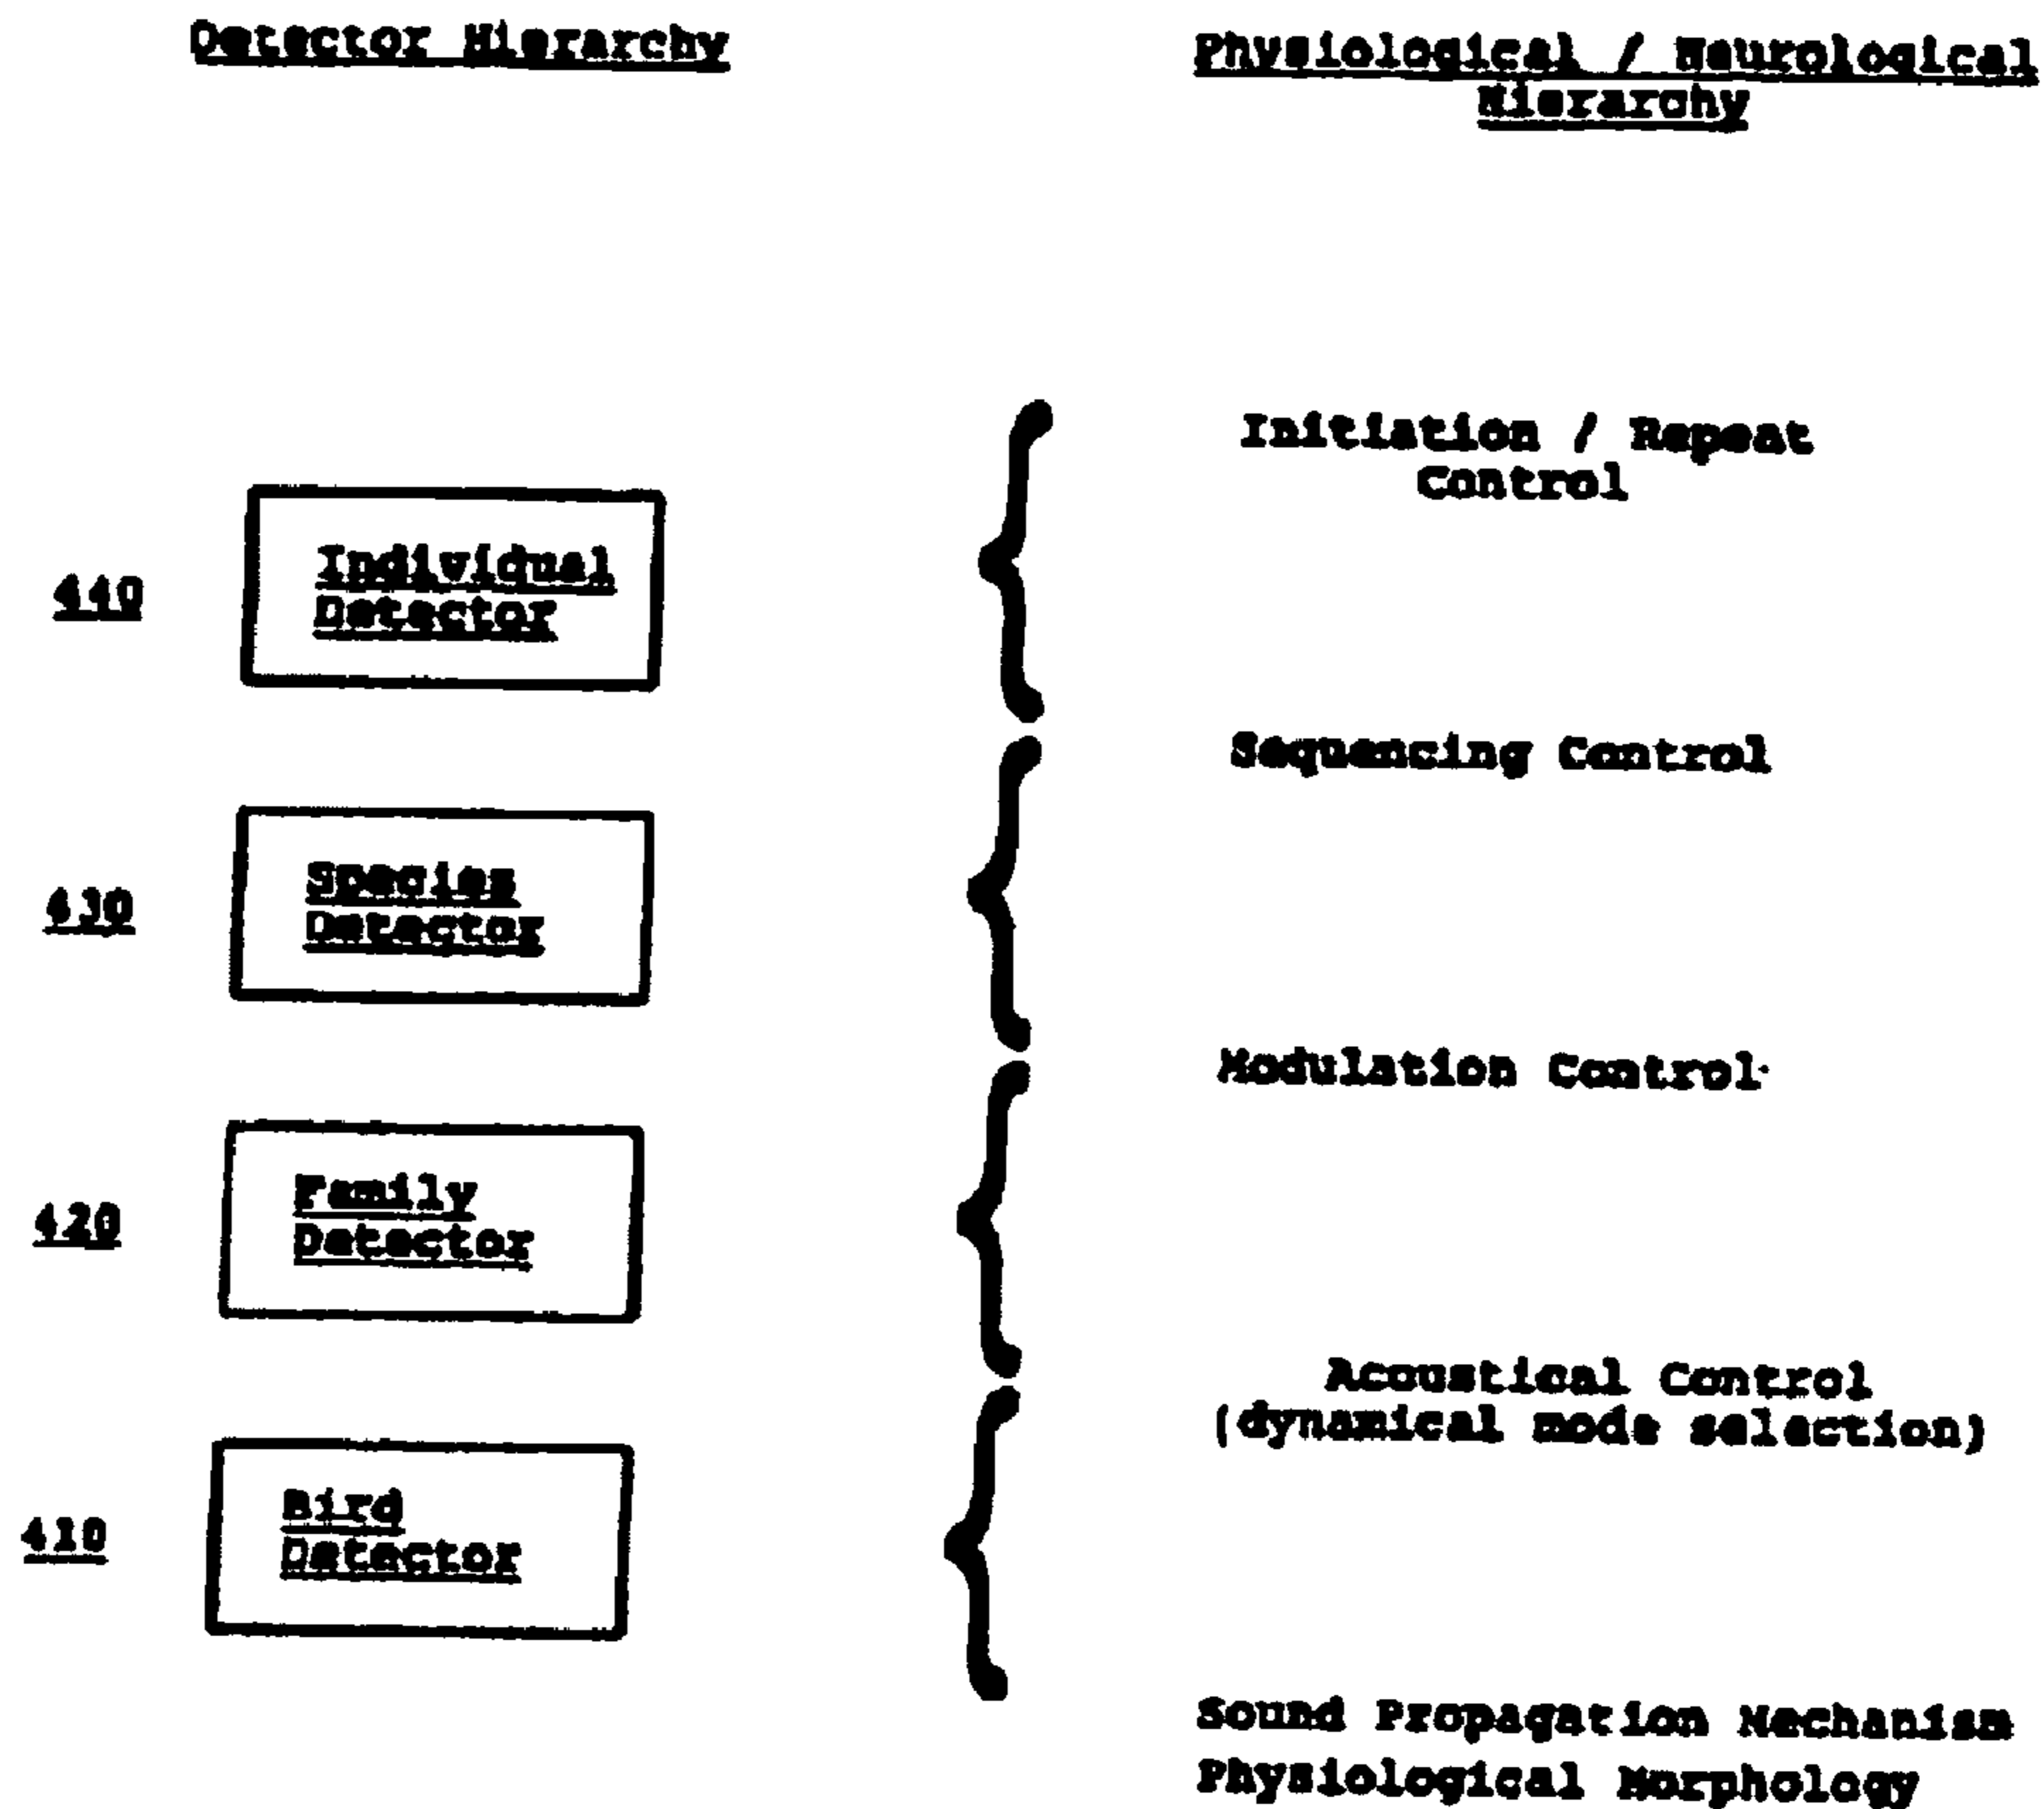 Detector Hierarchy
Physiological / Neurological
Hierarchy
Initiation / Repeat
Control
440
Individual
Detector
Sequencing Control
430
Species
Detector
Modulation Control
420
Family
Detector
Acoustical Control
(dynamical mode selection)
410
Bird
Detector
Sound Propagation Mechanism
Physiological Morphology